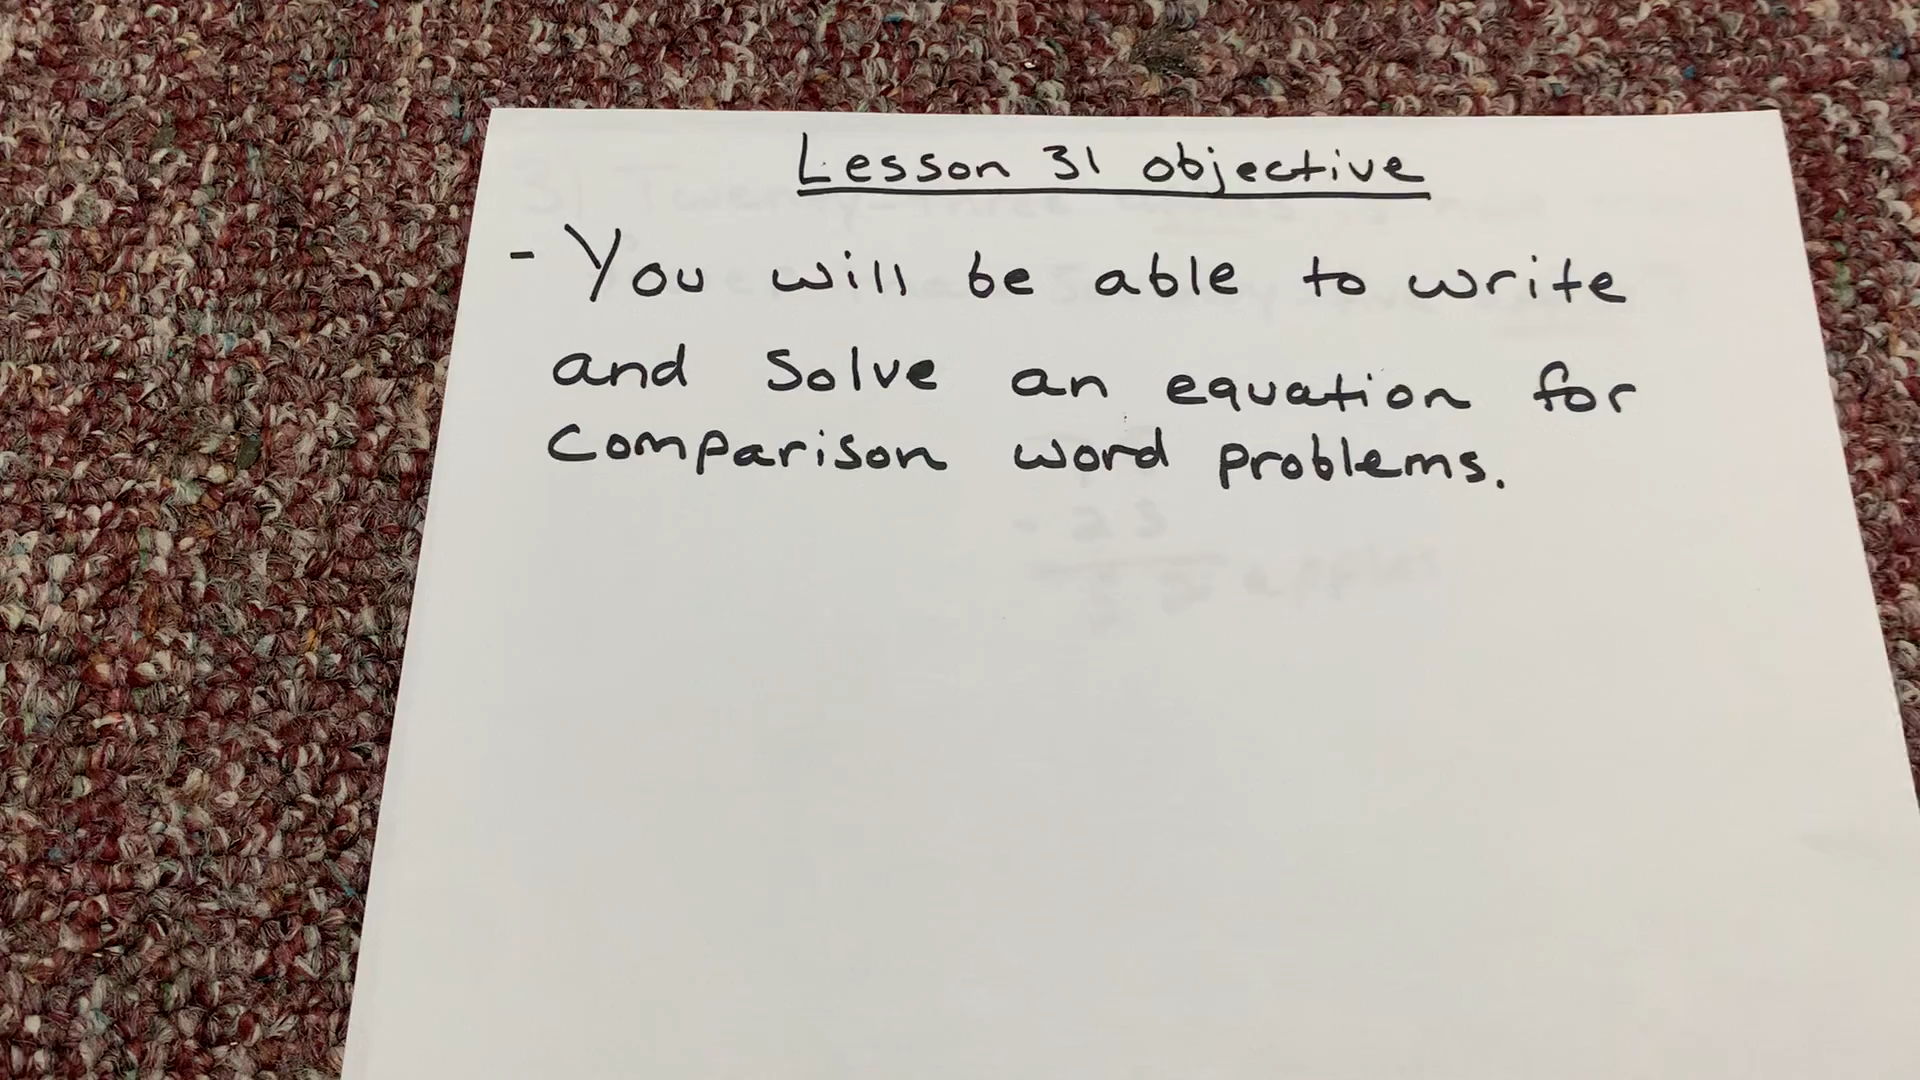 Lesson 31 objective
- You will be able to write
and solve an equation for
comparison word problems.